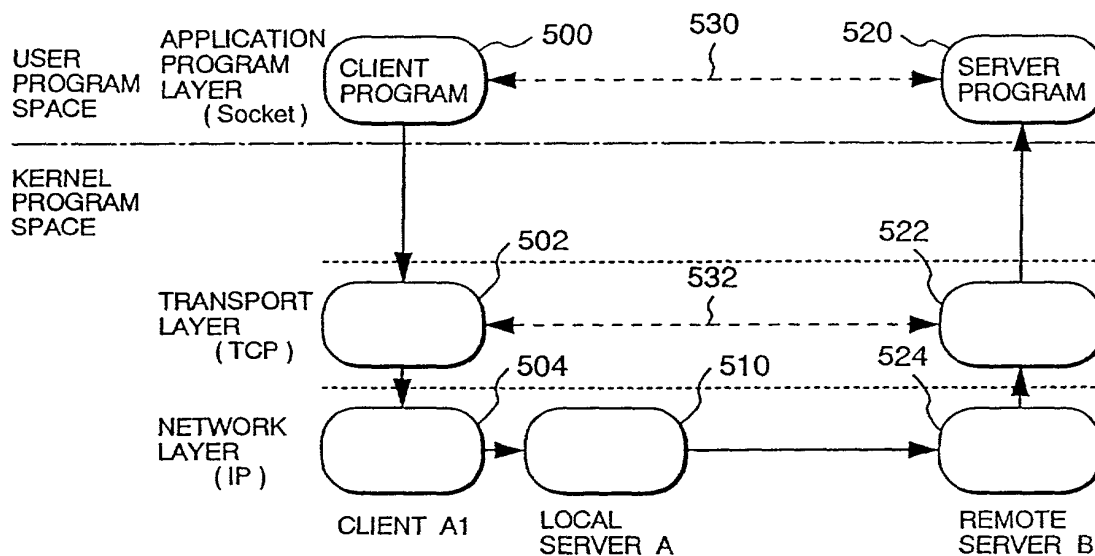 USER
PROGRAM
SPACE
APPLICATION
PROGRAM
LAYER
(Socket)
CLIENT
PROGRAM
500
530
520
SERVER
PROGRAM
KERNEL
PROGRAM
SPACE
TRANSPORT
LAYER
(TCP)
502
532
522
NETWORK
LAYER
(IP)
504
510
524
CLIENT A1
LOCAL
SERVER A
REMOTE
SERVER B